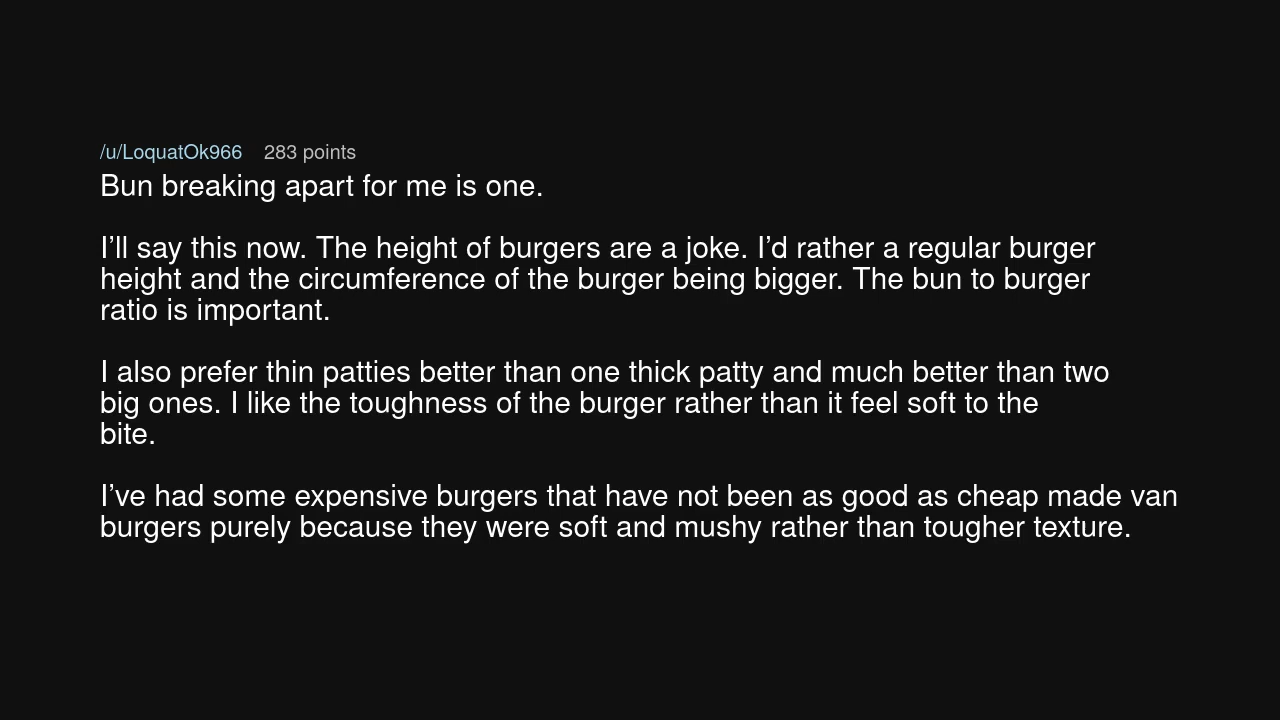 /u/LoquatOk966 283 points
Bun breaking apart for me is one.
I’ll say this now. The height of burgers are a joke. I’d rather a regular burger
height and the circumference of the burger being bigger. The bun to burger
ratio is important.
I also prefer thin patties better than one thick patty and much better than two
big ones. I like the toughness of the burger rather than it feel soft to the
bite.
I’ve had some expensive burgers that have not been as good as cheap made van
burgers purely because they were soft and mushy rather than tougher texture.